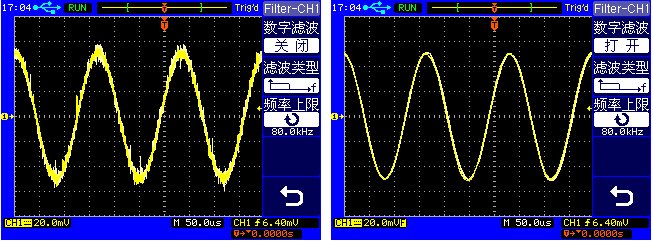 17:04 RUN Trig'd Filter-CH1
数字滤波
关 闭
滤波类型
f
频率上限
80.0kHz
1
CH1 20.0mV M 50.0us CH1 6.40mV
0.0000s
17:04 RUN Trig'd Filter-CH1
数字滤波
打 开
滤波类型
f
频率上限
80.0kHz
1
CH1 20.0mV F M 50.0us CH1 6.40mV
0.0000s